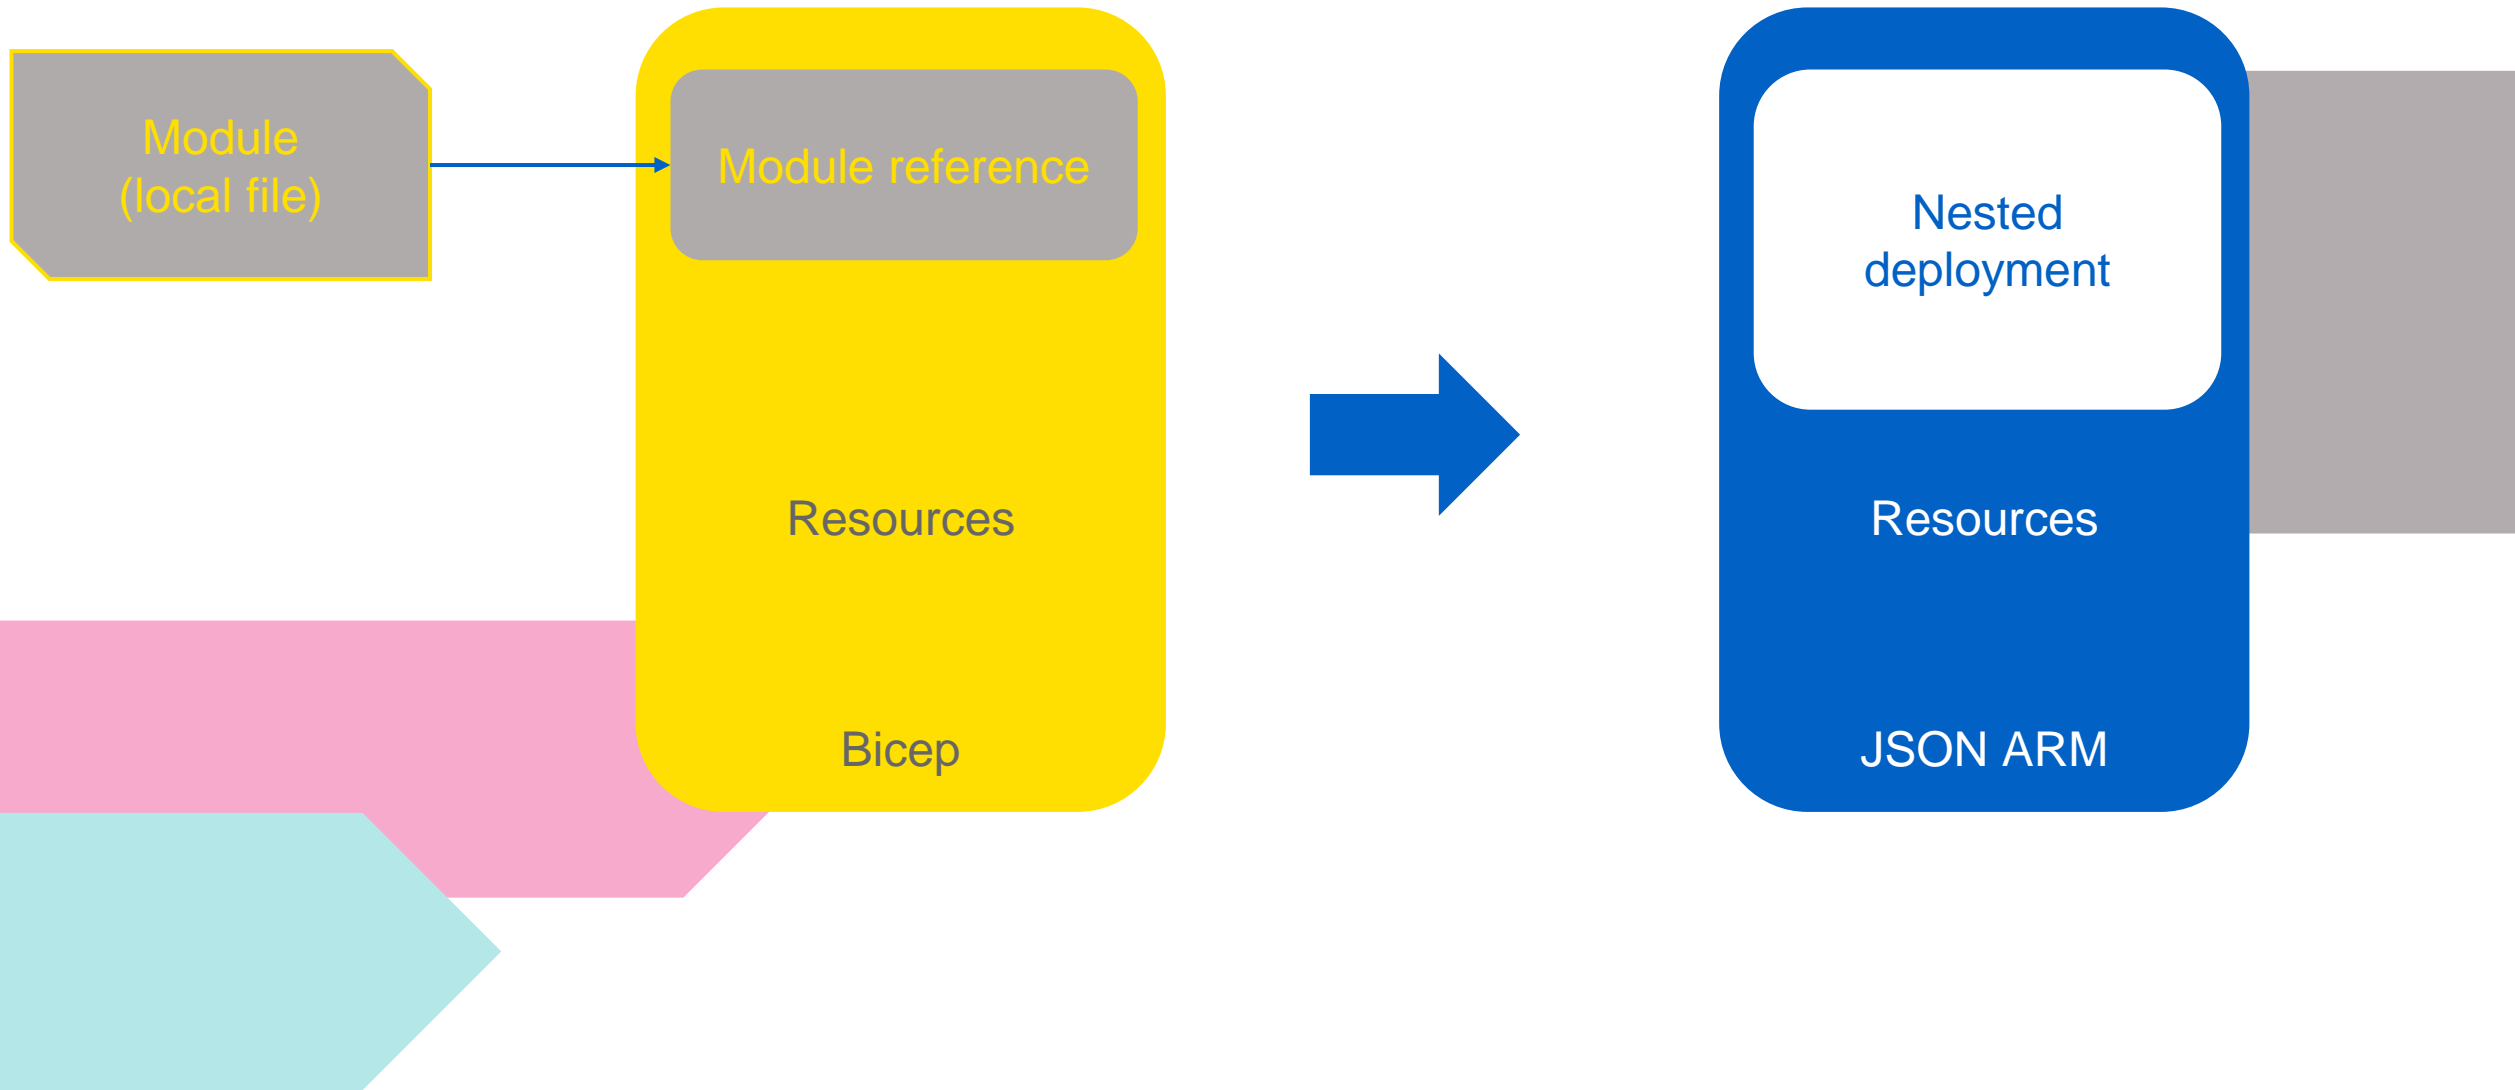 Module
(local file)
Module reference
Resources
Bicep
Nested
deployment
Resources
JSON ARM